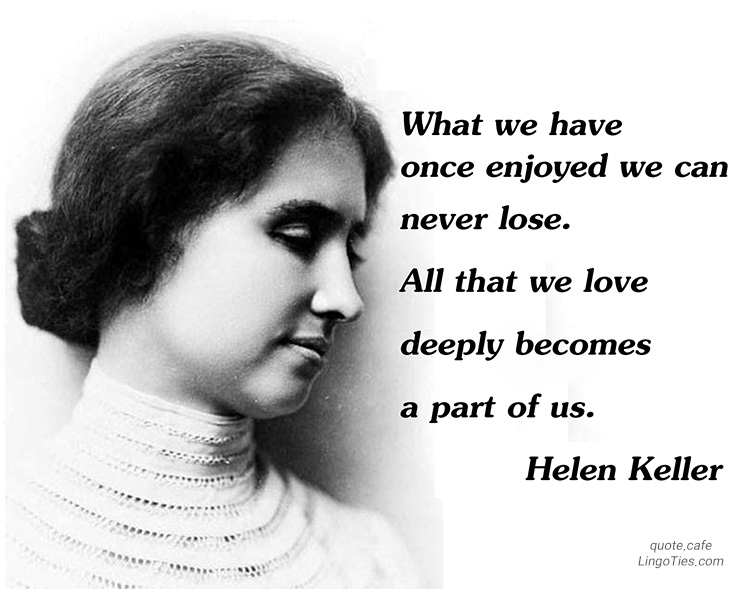 What we have
once enjoyed we can
never lose.
All that we love
deeply becomes
a part of us.
Helen Keller
quote.cafe
LingoTies.com